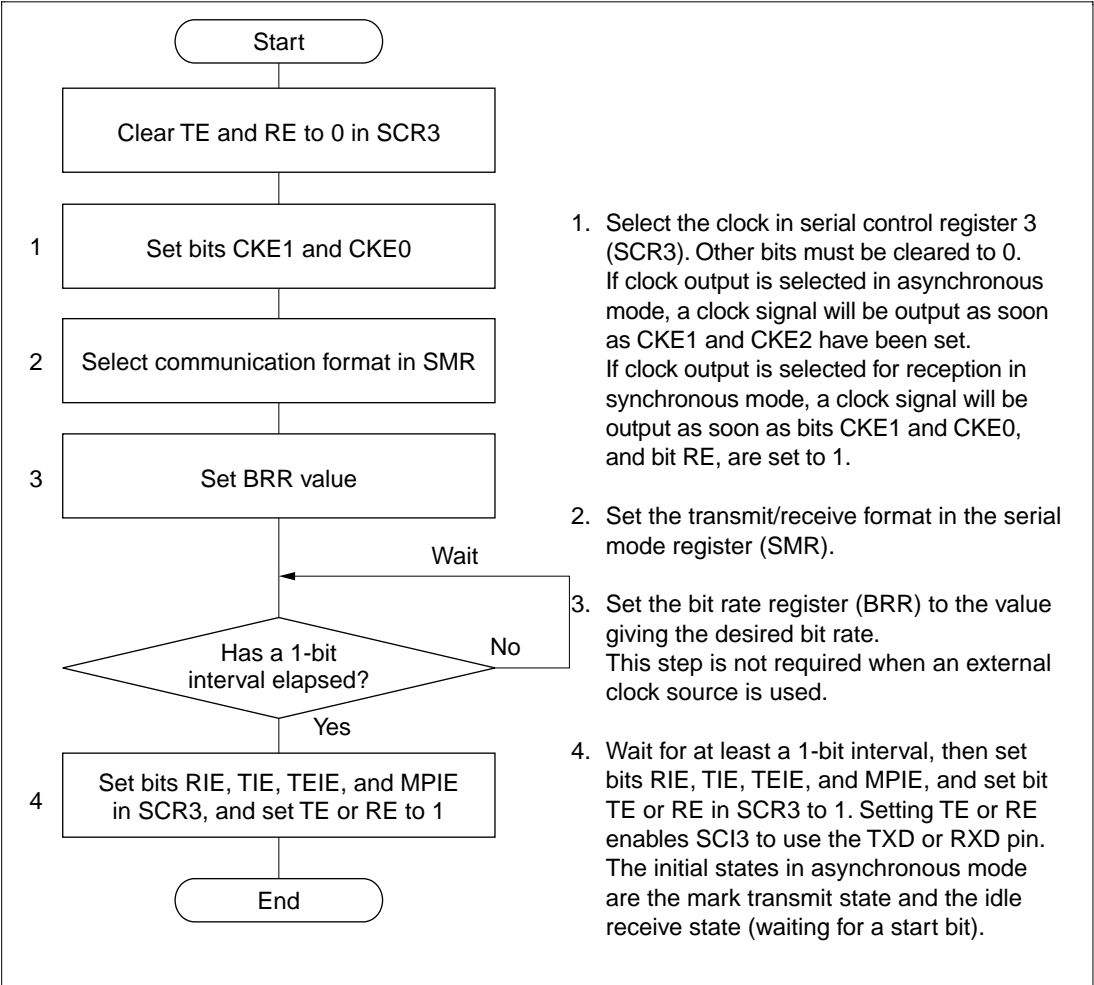 Start
Clear TE and RE to 0 in SCR3
1
Set bits CKE1 and CKE0
2
Select communication format in SMR
3
Set BRR value
Wait
Has a 1-bit
interval elapsed?
No
Yes
4
Set bits RIE, TIE, TEIE, and MPIE
in SCR3, and set TE or RE to 1
End
1. Select the clock in serial control register 3
(SCR3). Other bits must be cleared to 0.
If clock output is selected in asynchronous
mode, a clock signal will be output as soon
as CKE1 and CKE2 have been set.
If clock output is selected for reception in
synchronous mode, a clock signal will be
output as soon as bits CKE1 and CKE0,
and bit RE, are set to 1.
2. Set the transmit/receive format in the serial
mode register (SMR).
3. Set the bit rate register (BRR) to the value
giving the desired bit rate.
This step is not required when an external
clock source is used.
4. Wait for at least a 1-bit interval, then set
bits RIE, TIE, TEIE, and MPIE, and set bit
TE or RE in SCR3 to 1. Setting TE or RE
enables SCI3 to use the TXD or RXD pin.
The initial states in asynchronous mode
are the mark transmit state and the idle
receive state (waiting for a start bit).